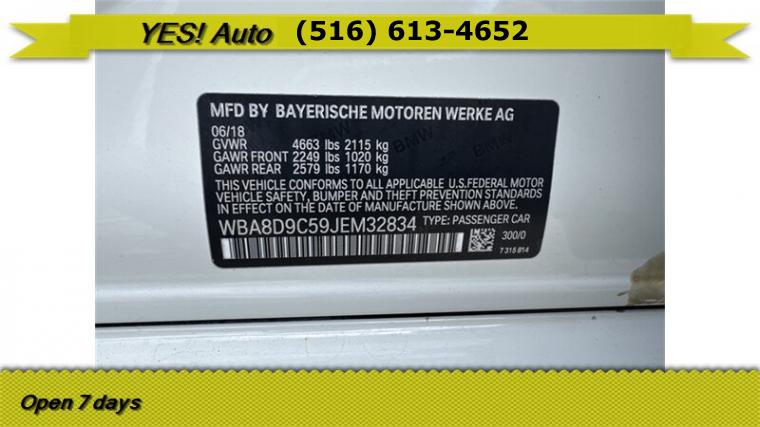 YES! Auto (516) 613-4652
MFD BY BAYERISCHE MOTOREN WERKE AG
06/18
GVWR 4663 lbs 2115 kg
GAWR FRONT 2249 lbs 1020 kg
GAWR REAR 2579 lbs 1170 kg
THIS VEHICLE CONFORMS TO ALL APPLICABLE U.S.FEDERAL MOTOR
VEHICLE SAFETY, BUMPER, AND THEFT PREVENTION STANDARDS
IN EFFECT ON THE DATE OF MANUFACTURE SHOWN ABOVE.
WBA8D9C59JEM32834 TYPE: PASSENGER CAR
300/0
7 315 814
Open 7 days